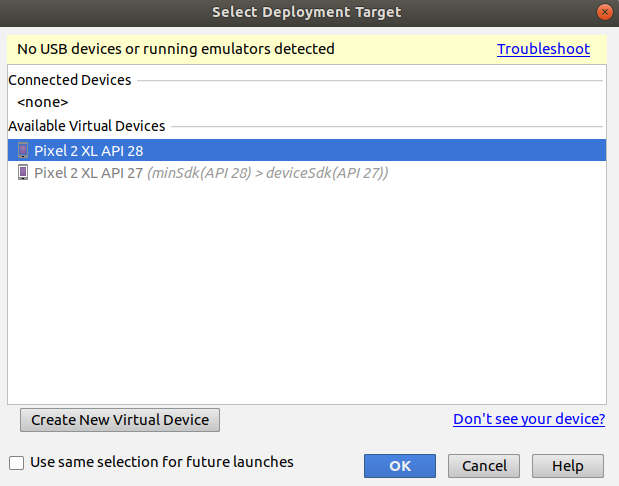 Select Deployment Target
No USB devices or running emulators detected Troubleshoot
Connected Devices
<none>
Available Virtual Devices
Pixel 2 XL API 28
Pixel 2 XL API 27 (minSdk(API 28) > deviceSdk(API 27))
Create New Virtual Device Don't see your device?
Use same selection for future launches OK Cancel Help